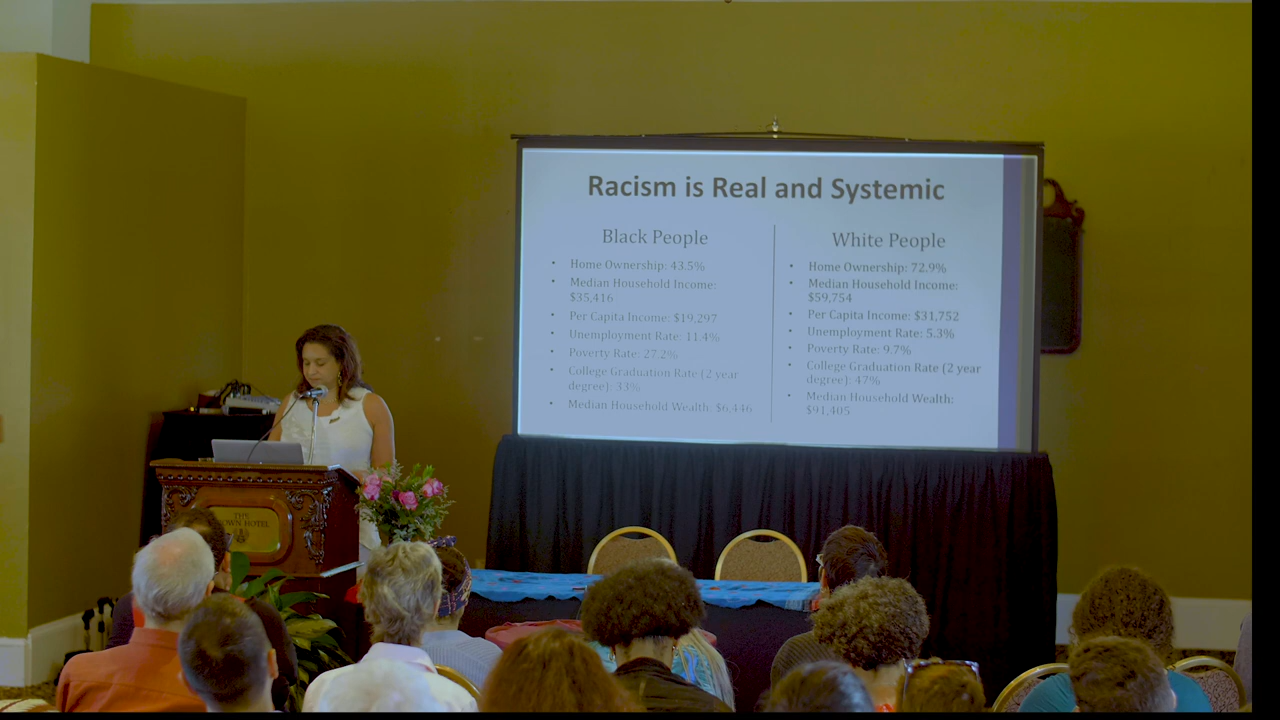 Racism is Real and Systemic
Black People
• Home Ownership: 43.5%
• Median Household Income:
$35,416
• Per Capita Income: $19,297
• Unemployment Rate: 11.4%
• Poverty Rate: 27.2%
• College Graduation Rate (2 year
degree): 33%
• Median Household Wealth: $6,446
White People
• Home Ownership: 72.9%
• Median Household Income:
$59,754
• Per Capita Income: $31,752
• Unemployment Rate: 5.3%
• Poverty Rate: 9.7%
• College Graduation Rate (2 year
degree): 47%
• Median Household Wealth:
$91,405
THE
HOTEL